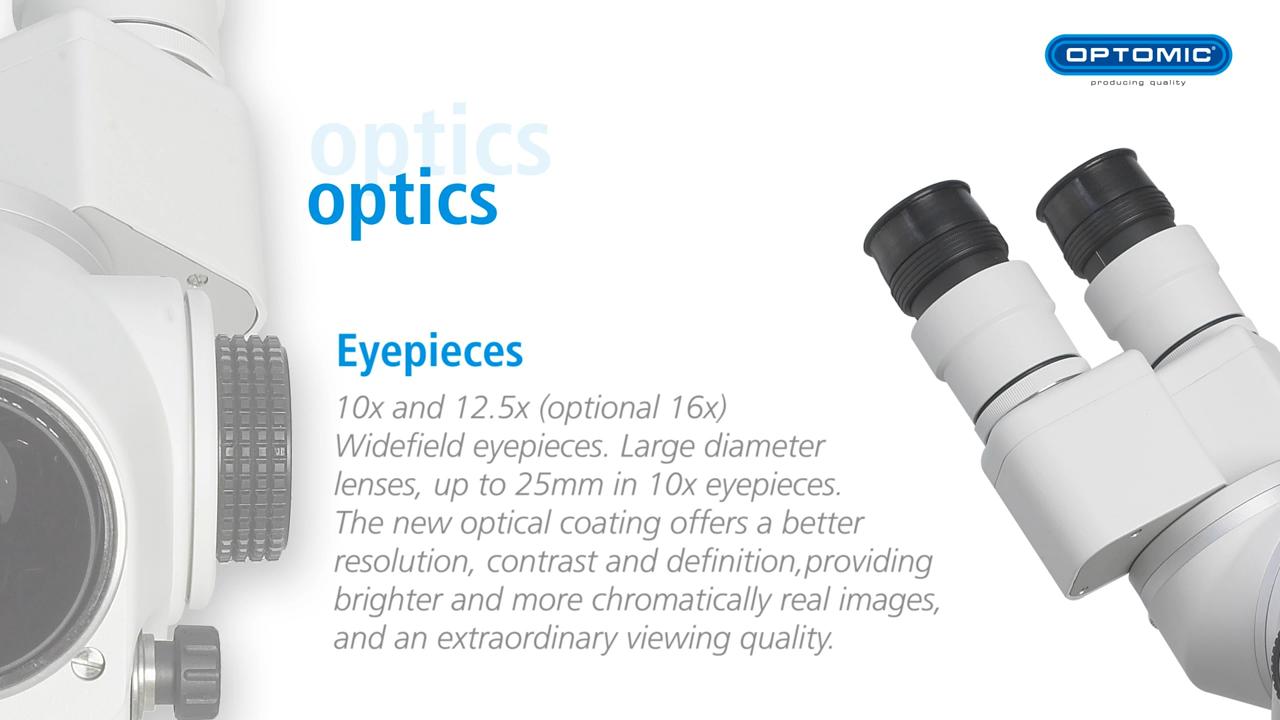 OPTOMIC®
producing quality
optics
optics
Eyepieces
10x and 12.5x (optional 16x)
Widefield eyepieces. Large diameter
lenses, up to 25mm in 10x eyepieces.
The new optical coating offers a better
resolution, contrast and definition,providing
brighter and more chromatically real images,
and an extraordinary viewing quality.